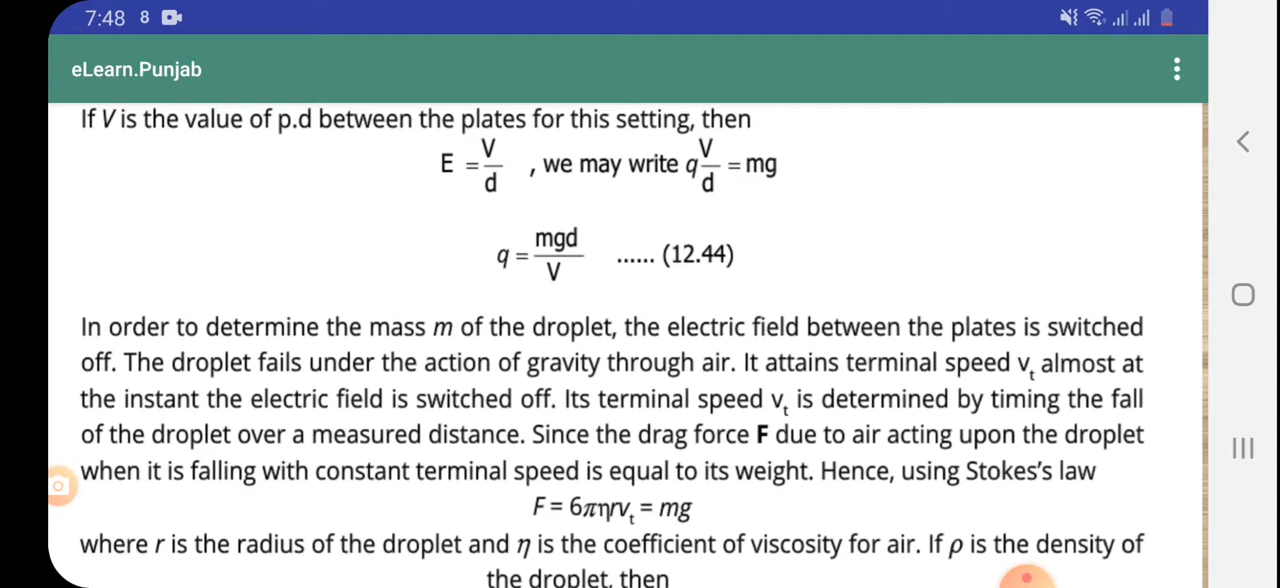 7:48 8
eLearn.Punjab
If V is the value of p.d between the plates for this setting, then
E = V/d , we may write q V/d = mg
q = mgd/V ...... (12.44)
In order to determine the mass m of the droplet, the electric field between the plates is switched
off. The droplet fails under the action of gravity through air. It attains terminal speed vₜ almost at
the instant the electric field is switched off. Its terminal speed vₜ is determined by timing the fall
of the droplet over a measured distance. Since the drag force F due to air acting upon the droplet
when it is falling with constant terminal speed is equal to its weight. Hence, using Stokes's law
F = 6πηrvₜ = mg
where r is the radius of the droplet and η is the coefficient of viscosity for air. If ρ is the density of
the droplet, then